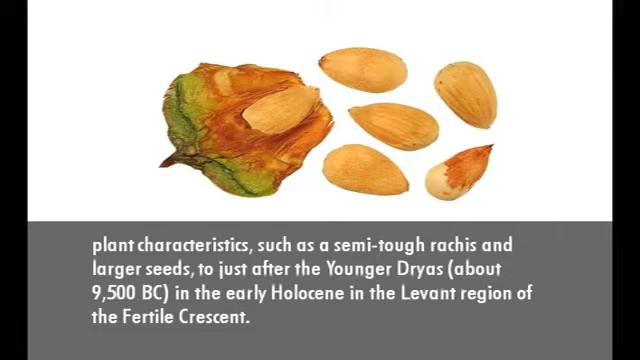 plant characteristics, such as a semi-tough rachis and
larger seeds, to just after the Younger Dryas (about
9,500 BC) in the early Holocene in the Levant region of
the Fertile Crescent.